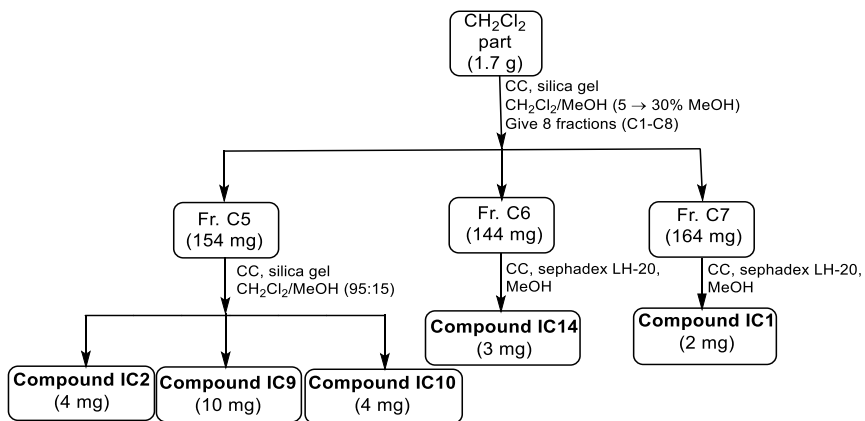 CH₂Cl₂
part
(1.7 g)
CC, silica gel
CH₂Cl₂/MeOH (5 → 30% MeOH)
Give 8 fractions (C1-C8)
Fr. C5
(154 mg)
Fr. C6
(144 mg)
Fr. C7
(164 mg)
CC, silica gel
CH₂Cl₂/MeOH (95:15)
CC, sephadex LH-20,
MeOH
CC, sephadex LH-20,
MeOH
Compound IC14
(3 mg)
Compound IC1
(2 mg)
Compound IC2
(4 mg)
Compound IC9
(10 mg)
Compound IC10
(4 mg)